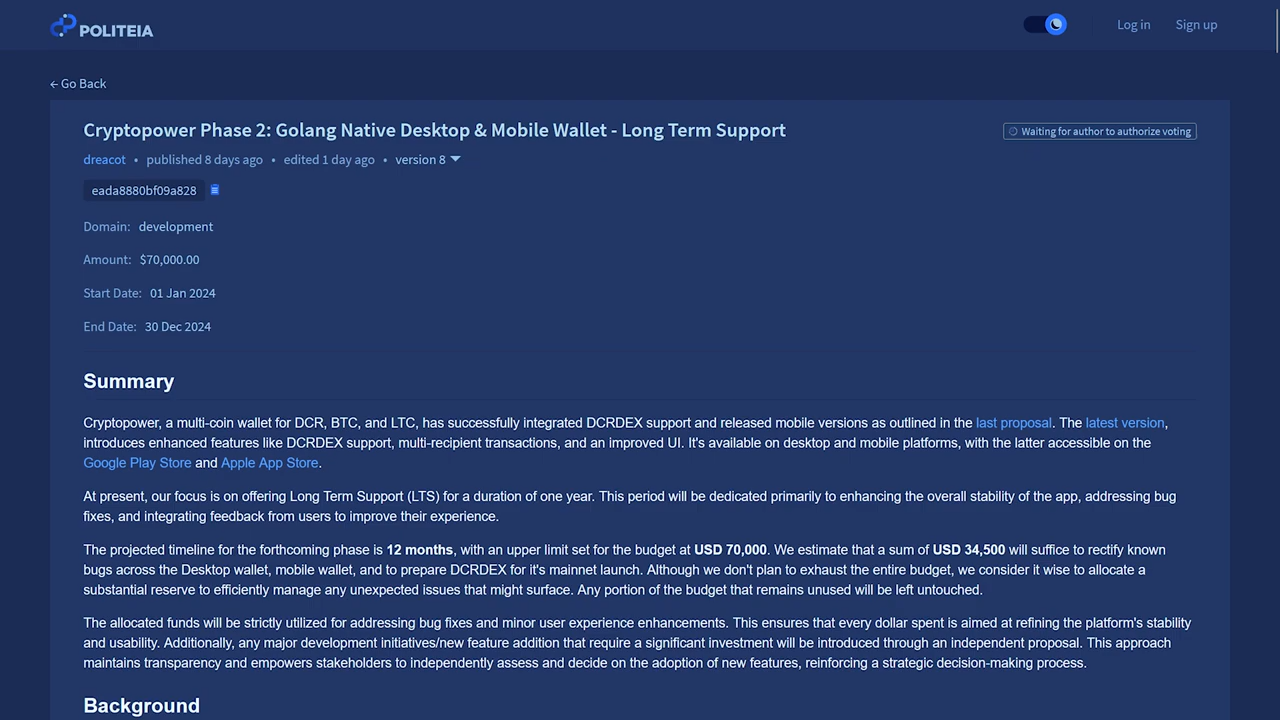 POLITEIA
Log in
Sign up
← Go Back
Cryptopower Phase 2: Golang Native Desktop & Mobile Wallet - Long Term Support
Waiting for author to authorize voting
dreacot • published 8 days ago • edited 1 day ago • version 8
eada8880bf09a828
Domain: development
Amount: $70,000.00
Start Date: 01 Jan 2024
End Date: 30 Dec 2024
Summary
Cryptopower, a multi-coin wallet for DCR, BTC, and LTC, has successfully integrated DCRDEX support and released mobile versions as outlined in the last proposal. The latest version,
introduces enhanced features like DCRDEX support, multi-recipient transactions, and an improved UI. It's available on desktop and mobile platforms, with the latter accessible on the
Google Play Store and Apple App Store.
At present, our focus is on offering Long Term Support (LTS) for a duration of one year. This period will be dedicated primarily to enhancing the overall stability of the app, addressing bug
fixes, and integrating feedback from users to improve their experience.
The projected timeline for the forthcoming phase is 12 months, with an upper limit set for the budget at USD 70,000. We estimate that a sum of USD 34,500 will suffice to rectify known
bugs across the Desktop wallet, mobile wallet, and to prepare DCRDEX for it's mainnet launch. Although we don't plan to exhaust the entire budget, we consider it wise to allocate a
substantial reserve to efficiently manage any unexpected issues that might surface. Any portion of the budget that remains unused will be left untouched.
The allocated funds will be strictly utilized for addressing bug fixes and minor user experience enhancements. This ensures that every dollar spent is aimed at refining the platform's stability
and usability. Additionally, any major development initiatives/new feature addition that require a significant investment will be introduced through an independent proposal. This approach
maintains transparency and empowers stakeholders to independently assess and decide on the adoption of new features, reinforcing a strategic decision-making process.
Background